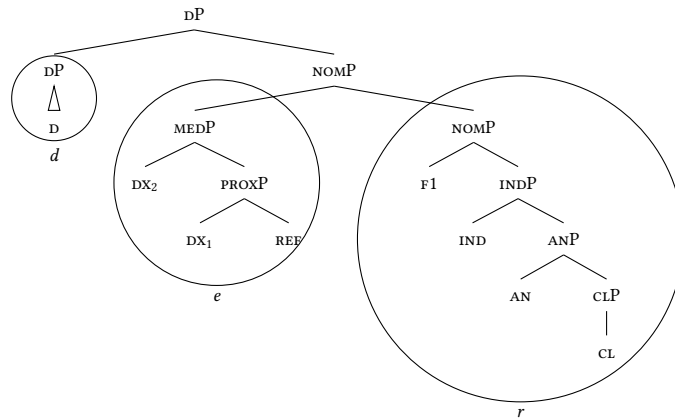 DP
DP NOMP
D
d
MEDP NOMP
DX₂ PROXP F1 INDP
DX₁ REF IND ANP
e
AN CLP
CL
r